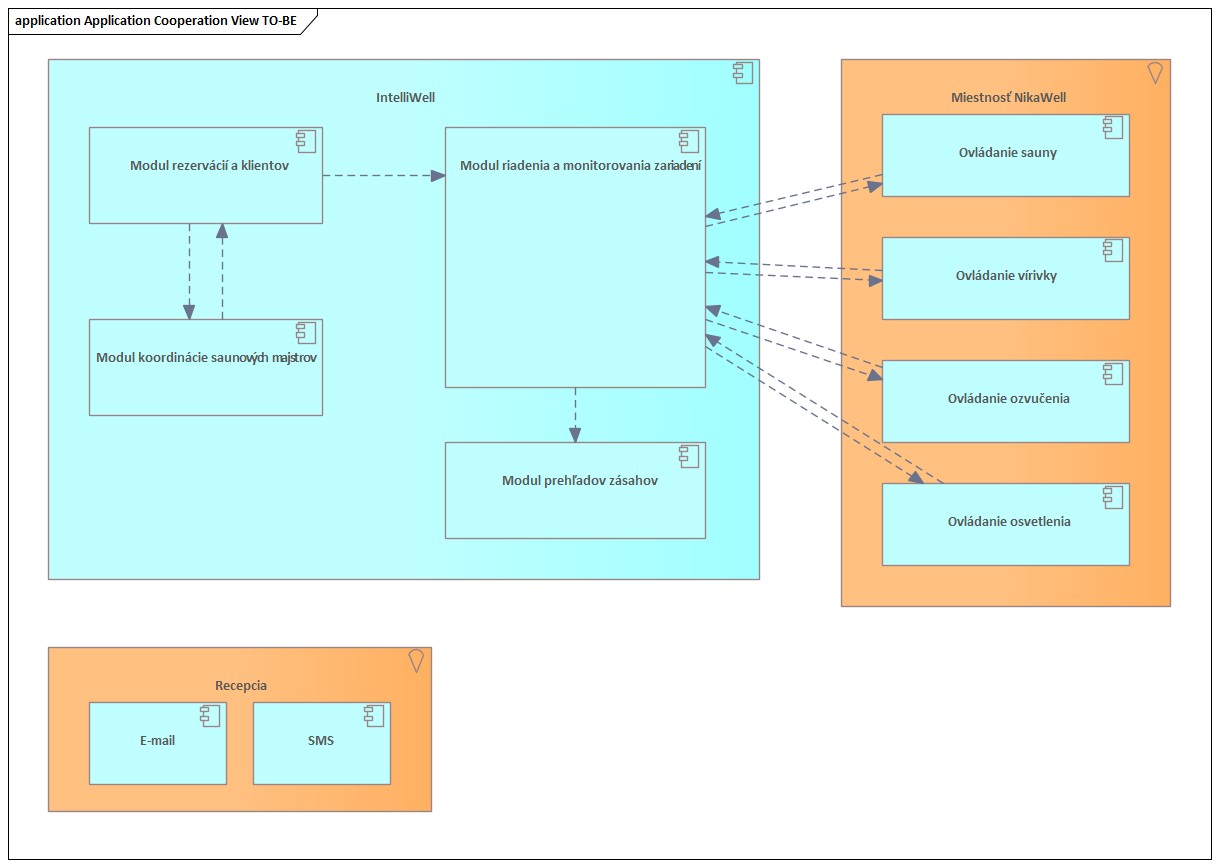 application Application Cooperation View TO-BE
IntelliWell
Miestnosť NikaWell
Modul rezervácií a klientov
Modul riadenia a monitorovania zariadení
Ovládanie sauny
Ovládanie vírivky
Modul koordinácie saunových majstrov
Ovládanie ozvučenia
Modul prehľadov zásahov
Ovládanie osvetlenia
Recepcia
E-mail
SMS